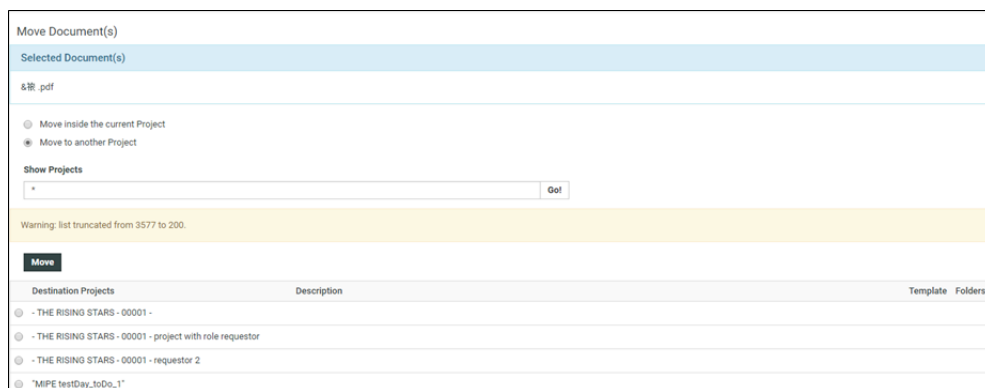 Move Document(s)
Selected Document(s)
&被 .pdf
Move inside the current Project
Move to another Project
Show Projects
* Go!
Warning: list truncated from 3577 to 200.
Move
Destination Projects Description Template Folders
- THE RISING STARS - 00001 -
- THE RISING STARS - 00001 - project with role requestor
- THE RISING STARS - 00001 - requestor 2
"MIPE testDay_toDo_1"